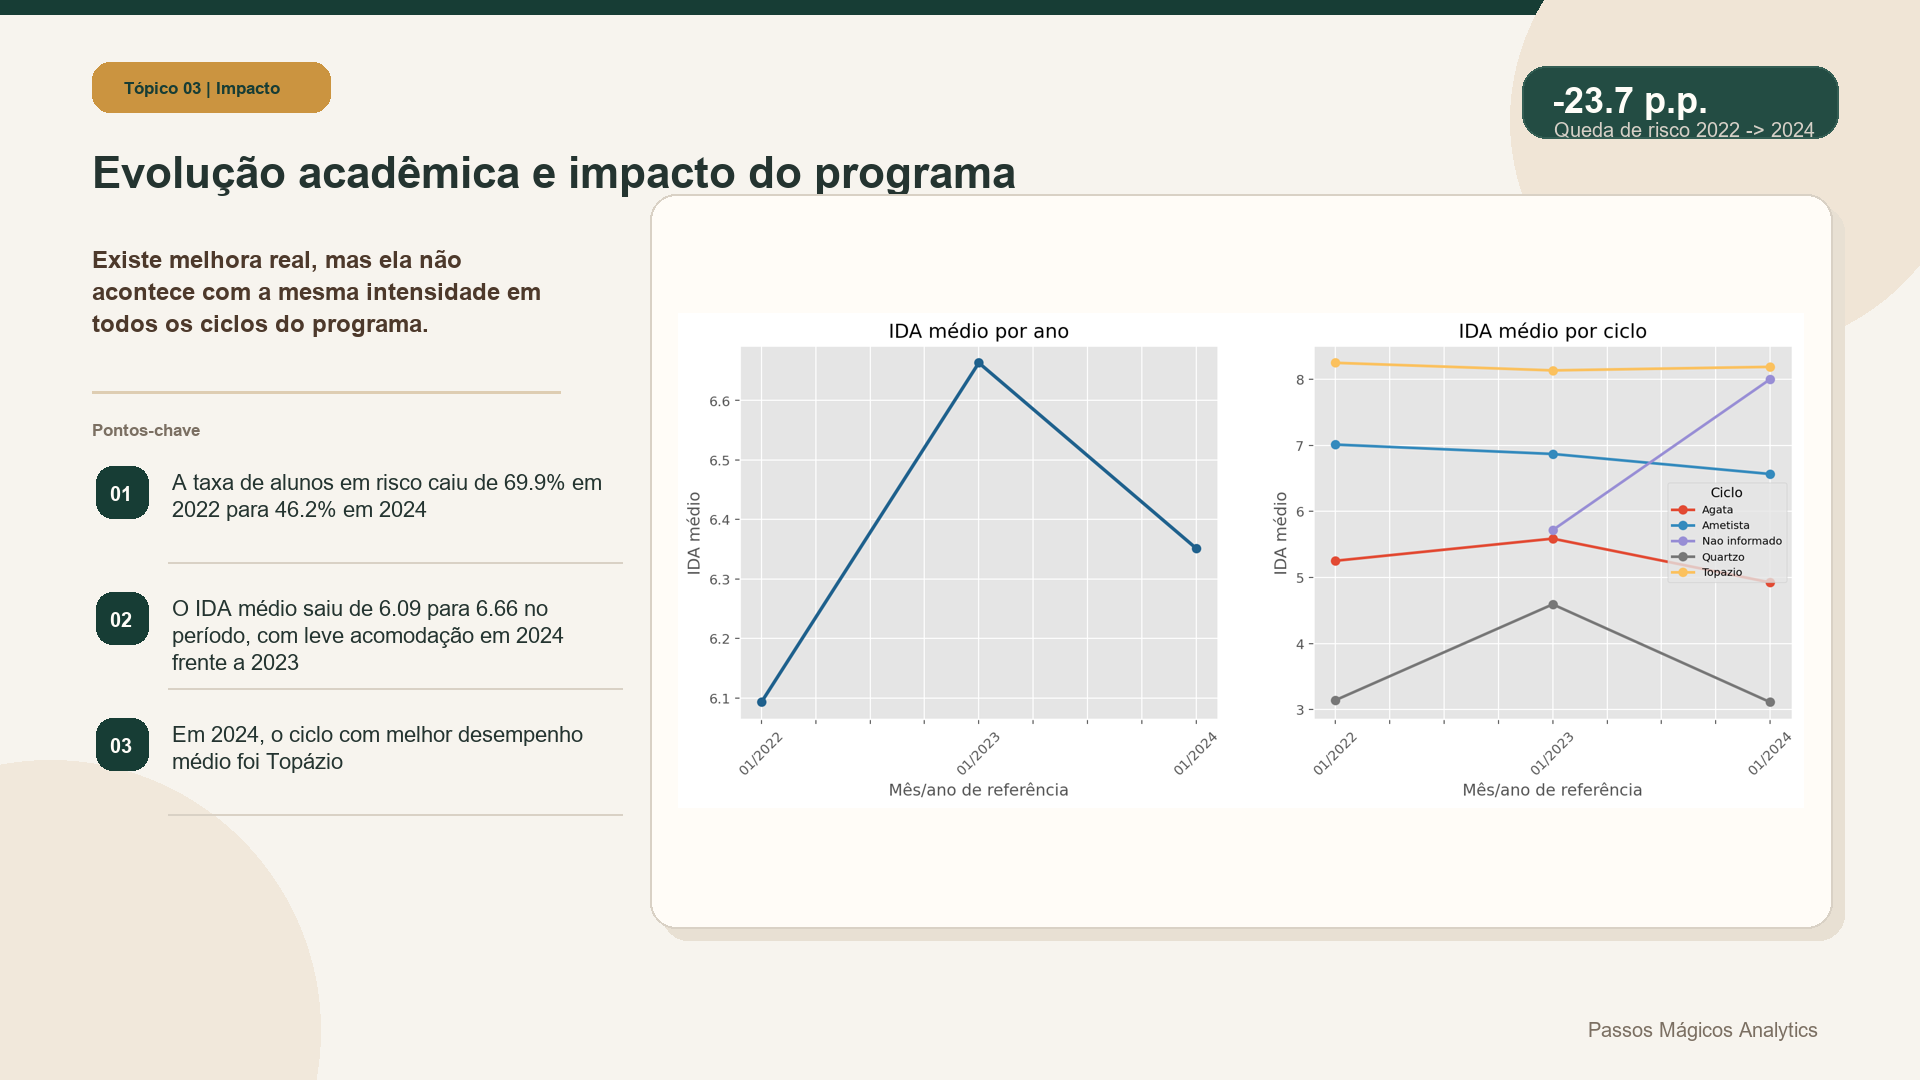 Tópico 03 | Impacto
-23.7 p.p.
Queda de risco 2022 -> 2024
Evolução acadêmica e impacto do programa
Existe melhora real, mas ela não
acontece com a mesma intensidade em
todos os ciclos do programa.
Pontos-chave
01
A taxa de alunos em risco caiu de 69.9% em
2022 para 46.2% em 2024
02
O IDA médio saiu de 6.09 para 6.66 no
período, com leve acomodação em 2024
frente a 2023
03
Em 2024, o ciclo com melhor desempenho
médio foi Topázio
IDA médio por ano
IDA médio
6.6
6.5
6.4
6.3
6.2
6.1
01/2022
01/2023
01/2024
Mês/ano de referência
IDA médio por ciclo
IDA médio
8
7
6
5
4
3
Ciclo
Agata
Ametista
Nao informado
Quartzo
Topazio
01/2022
01/2023
01/2024
Mês/ano de referência
Passos Mágicos Analytics